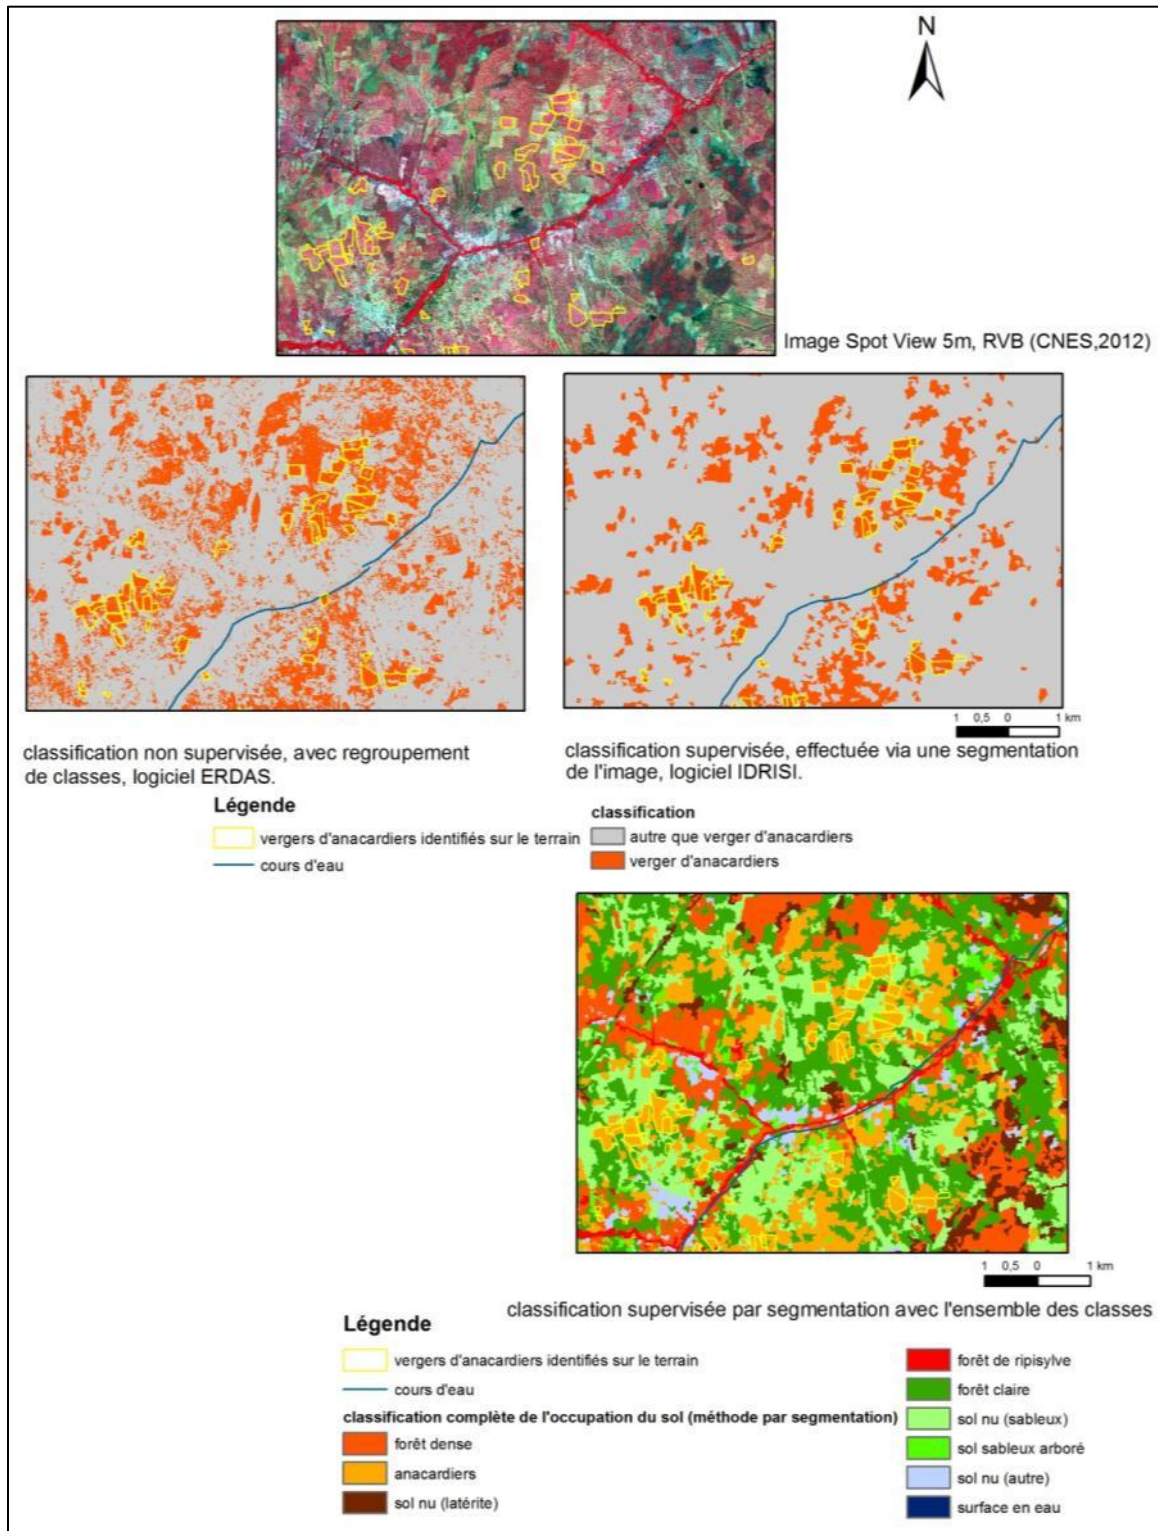 N
Image Spot View 5m, RVB (CNES,2012)
1 0,5 0 1 km
classification non supervisée, avec regroupement
de classes, logiciel ERDAS.
classification supervisée, effectuée via une segmentation
de l'image, logiciel IDRISI.
Légende
vergers d'anacardiers identifiés sur le terrain
cours d'eau
classification
autre que verger d'anacardiers
verger d'anacardiers
1 0,5 0 1 km
classification supervisée par segmentation avec l'ensemble des classes
Légende
vergers d'anacardiers identifiés sur le terrain
cours d'eau
classification complète de l'occupation du sol (méthode par segmentation)
forêt dense
anacardiers
sol nu (latérite)
forêt de ripisylve
forêt claire
sol nu (sableux)
sol sableux arboré
sol nu (autre)
surface en eau